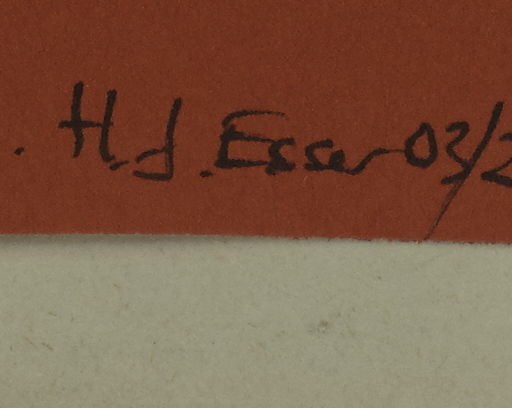 . H.J. Esser 03/2